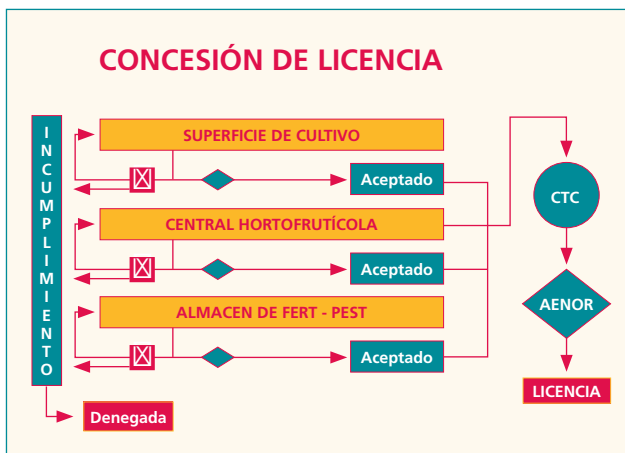 CONCESIÓN DE LICENCIA
INCUMPLIMIENTO
SUPERFICIE DE CULTIVO
Aceptado
CENTRAL HORTOFRUTÍCOLA
Aceptado
ALMACEN DE FERT - PEST
Aceptado
Denegada
CTC
AENOR
LICENCIA